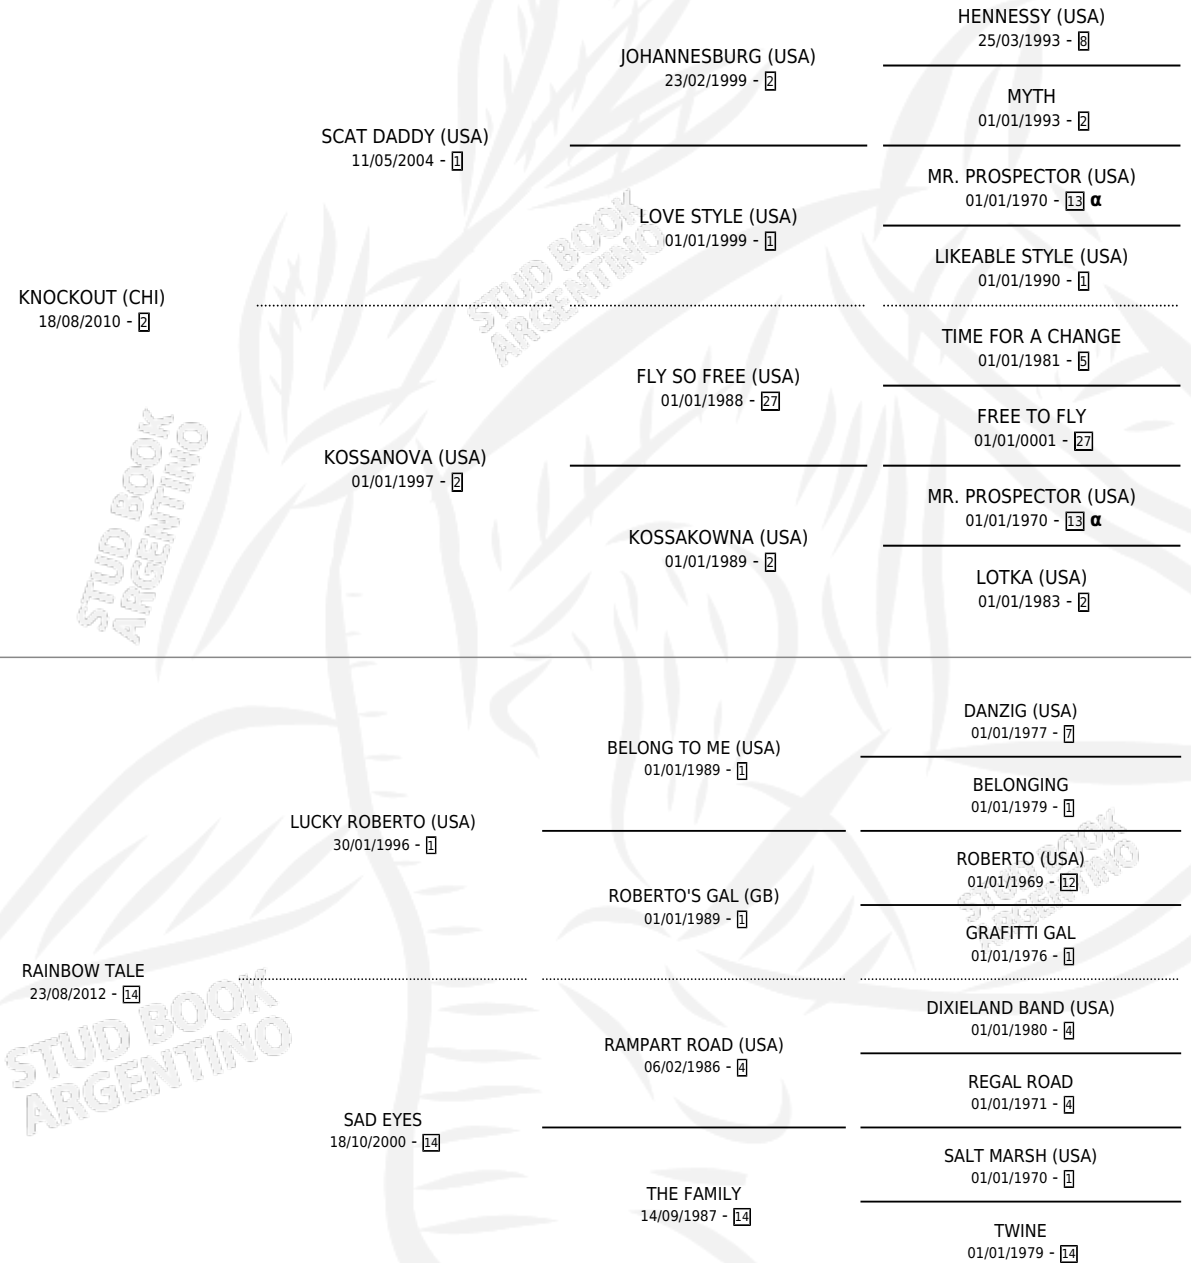 HENNESSY (USA)
25/03/1993 - 8
JOHANNESBURG (USA)
23/02/1999 - 2
MYTH
01/01/1993 - 2
SCAT DADDY (USA)
11/05/2004 - 1
MR. PROSPECTOR (USA)
01/01/1970 - 13 α
LOVE STYLE (USA)
01/01/1999 - 1
LIKEABLE STYLE (USA)
01/01/1990 - 1
KNOCKOUT (CHI)
18/08/2010 - 2
TIME FOR A CHANGE
01/01/1981 - 5
FLY SO FREE (USA)
01/01/1988 - 27
FREE TO FLY
01/01/0001 - 27
KOSSANOVA (USA)
01/01/1997 - 2
MR. PROSPECTOR (USA)
01/01/1970 - 13 α
KOSSAKOWNA (USA)
01/01/1989 - 2
LOTKA (USA)
01/01/1983 - 2
DANZIG (USA)
01/01/1977 - 7
BELONG TO ME (USA)
01/01/1989 - 1
BELONGING
01/01/1979 - 1
LUCKY ROBERTO (USA)
30/01/1996 - 1
ROBERTO (USA)
01/01/1969 - 12
ROBERTO'S GAL (GB)
01/01/1989 - 1
GRAFITTI GAL
01/01/1976 - 1
RAINBOW TALE
23/08/2012 - 14
DIXIELAND BAND (USA)
01/01/1980 - 4
RAMPART ROAD (USA)
06/02/1986 - 4
REGAL ROAD
01/01/1971 - 4
SAD EYES
18/10/2000 - 14
SALT MARSH (USA)
01/01/1970 - 1
THE FAMILY
14/09/1987 - 14
TWINE
01/01/1979 - 14
STUD BOOK
ARGENTINO
STUD BOOK
ARGENTINO
STUD BOOK
ARGENTINO
STUD BOOK
ARGENTINO